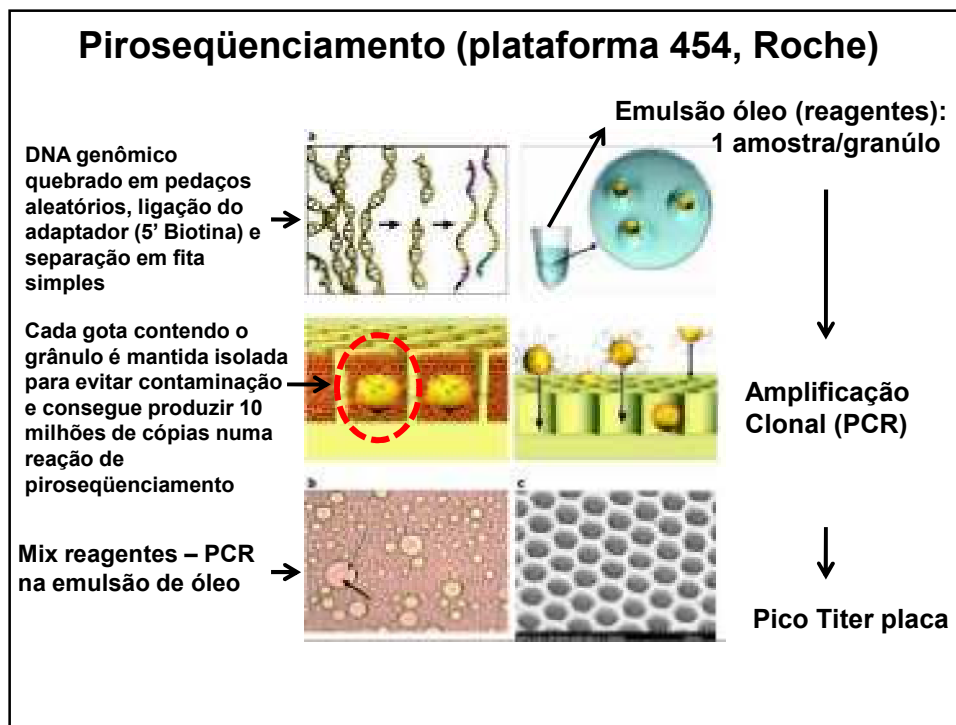 Piroseqüenciamento (plataforma 454, Roche)
Emulsão óleo (reagentes):
1 amostra/granúlo
a
DNA genômico
quebrado em pedaços
aleatórios, ligação do
adaptador (5’ Biotina) e
separação em fita
simples
Cada gota contendo o
grânulo é mantida isolada
para evitar contaminação
e consegue produzir 10
milhões de cópias numa
reação de
piroseqüenciamento
Amplificação
Clonal (PCR)
b
c
Mix reagentes – PCR
na emulsão de óleo
Pico Titer placa